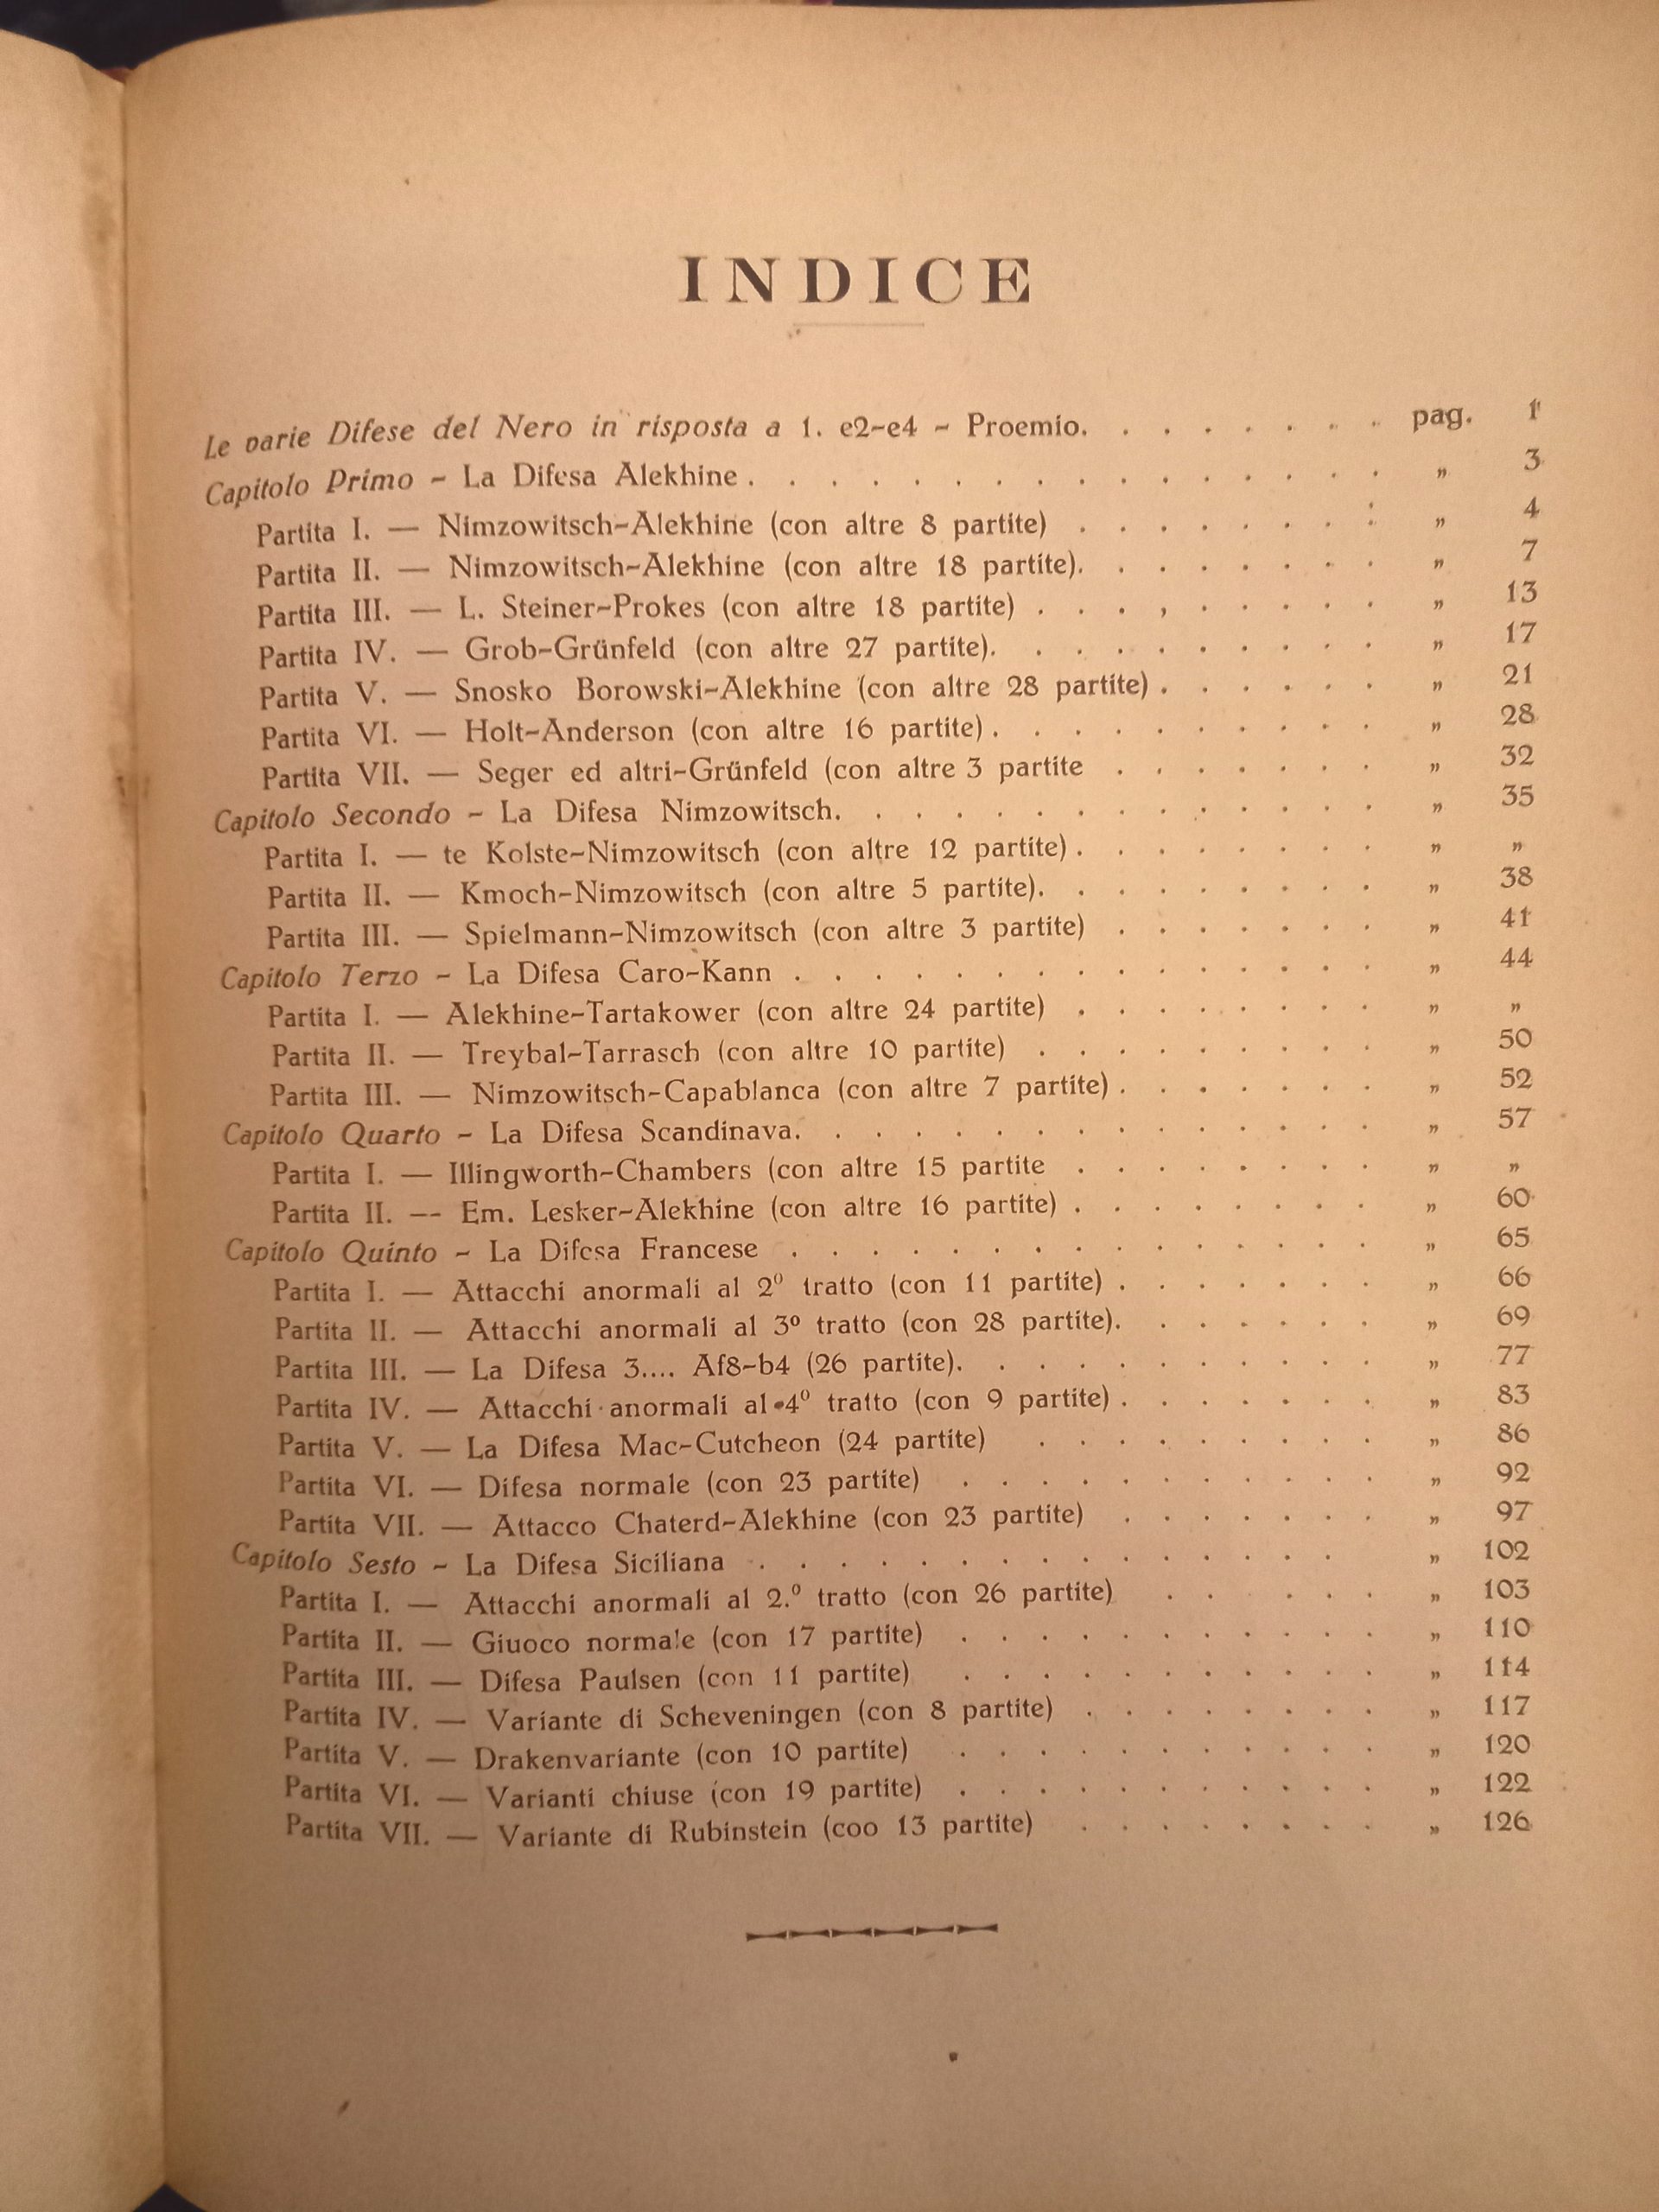 INDICE
Le varie Difese del Nero in risposta a 1. e2-e4 - Proemio. . . . . . . . pag. 1
Capitolo Primo - La Difesa Alekhine . . . . . . . . . . . . . . . . „ 3
Partita I. — Nimzowitsch-Alekhine (con altre 8 partite) . . . . . . . . „ 4
Partita II. — Nimzowitsch-Alekhine (con altre 18 partite). . . . . . . . „ 7
Partita III. — L. Steiner-Prokes (con altre 18 partite) . . . , . . . . . „ 13
Partita IV. — Grob-Grünfeld (con altre 27 partite). . . . . . . . . . „ 17
Partita V. — Snosko Borowski-Alekhine (con altre 28 partite) . . . . . . „ 21
Partita VI. — Holt-Anderson (con altre 16 partite) . . . . . . . . . . „ 28
Partita VII. — Seger ed altri-Grünfeld (con altre 3 partite . . . . . . . „ 32
Capitolo Secondo - La Difesa Nimzowitsch. . . . . . . . . . . . . . „ 35
Partita I. — te Kolste-Nimzowitsch (con altre 12 partite) . . . . . . . . „ „
Partita II. — Kmoch-Nimzowitsch (con altre 5 partite). . . . . . . . . „ 38
Partita III. — Spielmann-Nimzowitsch (con altre 3 partite) . . . . . . . „ 41
Capitolo Terzo - La Difesa Caro-Kann . . . . . . . . . . . . . . . „ 44
Partita I. — Alekhine-Tartakower (con altre 24 partite) . . . . . . . . „ „
Partita II. — Treybal-Tarrasch (con altre 10 partite) . . . . . . . . . „ 50
Partita III. — Nimzowitsch-Capablanca (con altre 7 partite) . . . . . . . „ 52
Capitolo Quarto - La Difesa Scandinava. . . . . . . . . . . . . . . „ 57
Partita I. — Illingworth-Chambers (con altre 15 partite . . . . . . . . „ „
Partita II. -- Em. Lesker-Alekhine (con altre 16 partite) . . . . . . . . „ 60
Capitolo Quinto - La Difcsa Francese . . . . . . . . . . . . . . . „ 65
Partita I. — Attacchi anormali al 2º tratto (con 11 partite) . . . . . . . „ 66
Partita II. — Attacchi anormali al 3º tratto (con 28 partite). . . . . . . „ 69
Partita III. — La Difesa 3.... Af8-b4 (26 partite). . . . . . . . . . . „ 77
Partita IV. — Attacchi anormali al 4º tratto (con 9 partite) . . . . . . . „ 83
Partita V. — La Difesa Mac-Cutcheon (24 partite) . . . . . . . . . „ 86
Partita VI. — Difesa normale (con 23 partite) . . . . . . . . . . . „ 92
Partita VII. — Attacco Chaterd-Alekhine (con 23 partite) . . . . . . . „ 97
Capitolo Sesto - La Difesa Siciliana . . . . . . . . . . . . . . . „ 102
Partita I. — Attacchi anormali al 2.º tratto (con 26 partite) . . . . . „ 103
Partita II. — Giuoco normale (con 17 partite) . . . . . . . . . . . „ 110
Partita III. — Difesa Paulsen (con 11 partite) . . . . . . . . . . . „ 114
Partita IV. — Variante di Scheveningen (con 8 partite) . . . . . . . . „ 117
Partita V. — Drakenvariante (con 10 partite) . . . . . . . . . . . „ 120
Partita VI. — Varianti chiuse (con 19 partite) . . . . . . . . . . . „ 122
Partita VII. — Variante di Rubinstein (coo 13 partite) . . . . . . . . „ 126